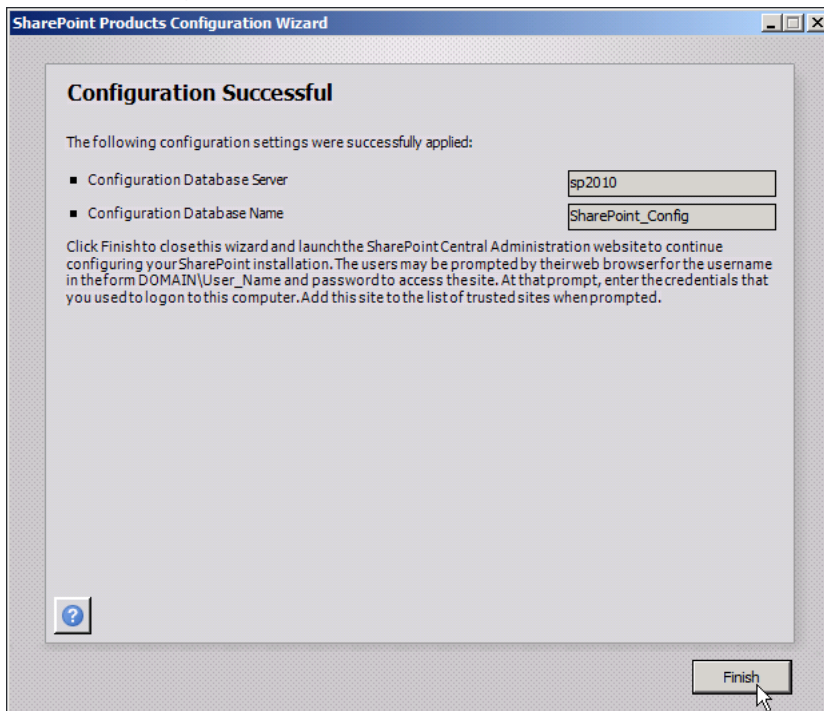 SharePoint Products Configuration Wizard
Configuration Successful
The following configuration settings were successfully applied:
Configuration Database Server
sp2010
Configuration Database Name
SharePoint_Config
Click Finish to close this wizard and launch the SharePoint Central Administration website to continue
configuring your SharePoint installation. The users may be prompted by their web browser for the username
in the form DOMAIN\User_Name and password to access the site. At that prompt, enter the credentials that
you used to logon to this computer. Add this site to the list of trusted sites when prompted.
?
Finish